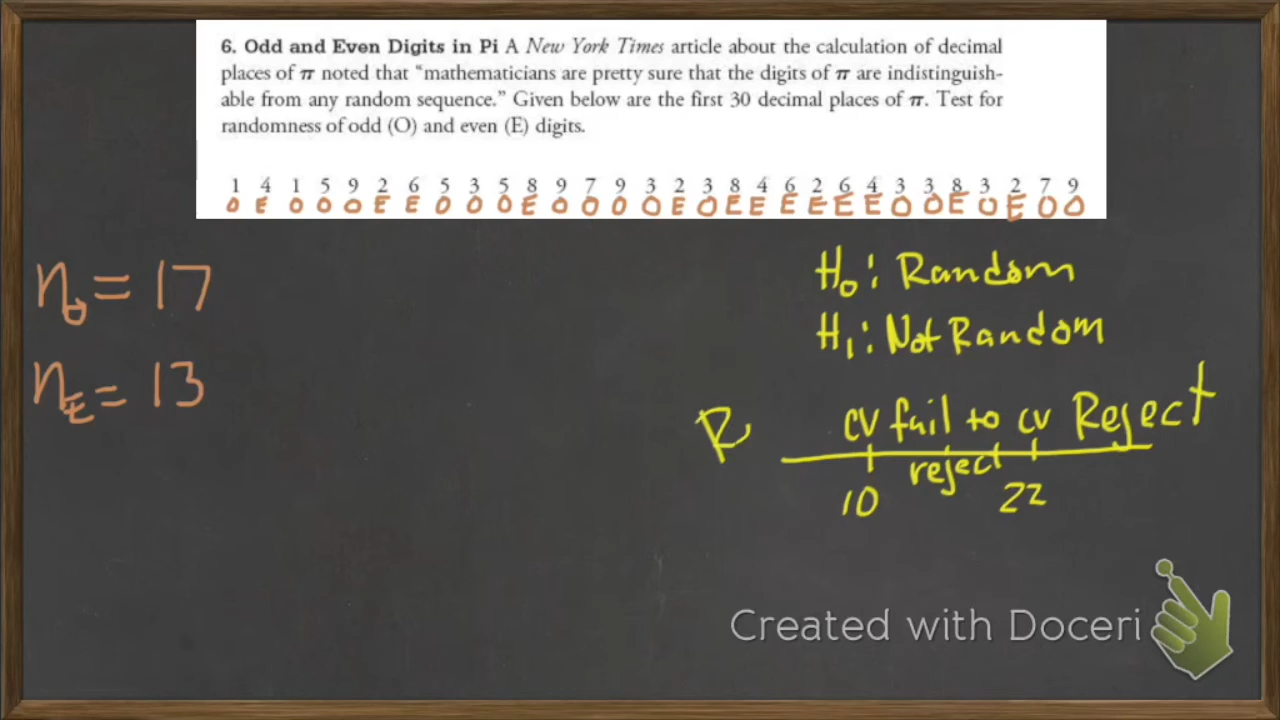 6. Odd and Even Digits in Pi A New York Times article about the calculation of decimal
places of π noted that “mathematicians are pretty sure that the digits of π are indistinguish-
able from any random sequence.” Given below are the first 30 decimal places of π. Test for
randomness of odd (O) and even (E) digits.
1 4 1 5 9 2 6 5 3 5 8 9 7 9 3 2 3 8 4 6 2 6 4 3 3 8 3 2 7 9
O E O O O E E O O O E O O O O E O E E E E E E O O E O E O O
n₀ = 17
H₀: Random
H₁: Not Random
nE = 13
R cv fail to cv Reject
reject
10 22
Created with Doceri